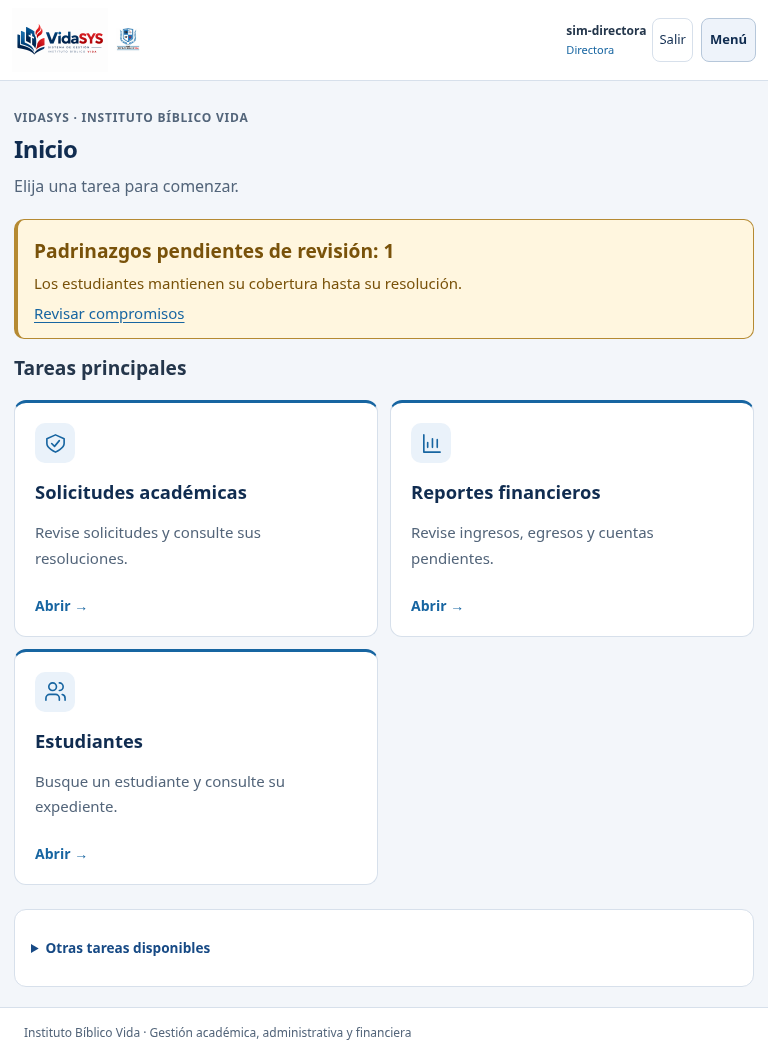 VidaSYS
sim-directora
Directora
Salir
Menú
VIDASYS · INSTITUTO BÍBLICO VIDA
Inicio
Elija una tarea para comenzar.
Padrinazgos pendientes de revisión: 1
Los estudiantes mantienen su cobertura hasta su resolución.
Revisar compromisos
Tareas principales
Solicitudes académicas
Revise solicitudes y consulte sus
resoluciones.
Abrir →
Reportes financieros
Revise ingresos, egresos y cuentas
pendientes.
Abrir →
Estudiantes
Busque un estudiante y consulte su
expediente.
Abrir →
Otras tareas disponibles
Instituto Bíblico Vida · Gestión académica, administrativa y financiera